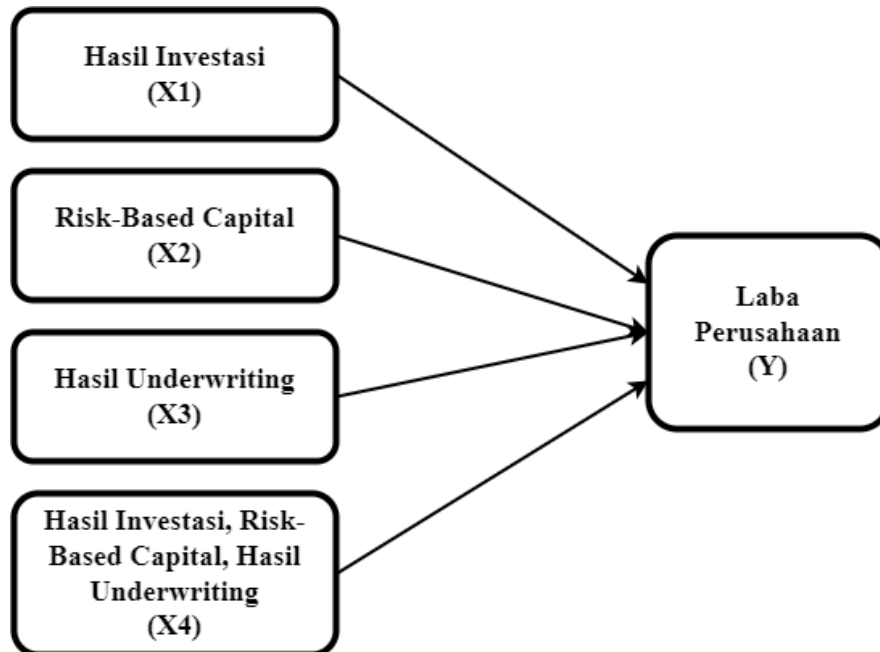 Hasil Investasi
(X1)
Risk-Based Capital
(X2)
Hasil Underwriting
(X3)
Hasil Investasi, Risk-
Based Capital, Hasil
Underwriting
(X4)
Laba
Perusahaan
(Y)